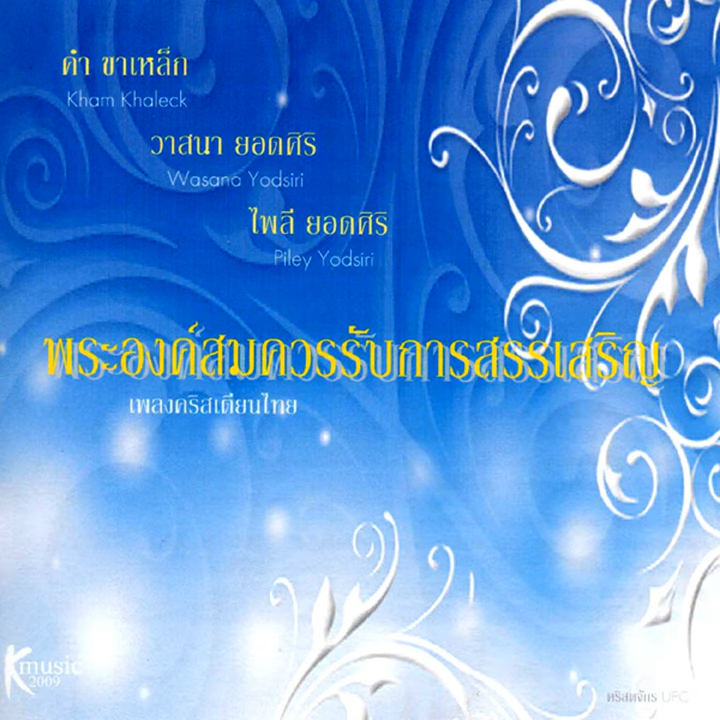 คำ ขาเหล็ก
Kham Khaleck
วาสนา ยอดศิริ
Wasana Yodsiri
ไพลี ยอดศิริ
Piley Yodsiri
พระองค์สมควรรับการสรรเสริญ
เพลงคริสเตียนไทย
Kmusic
2009
คริสตจักร UPC